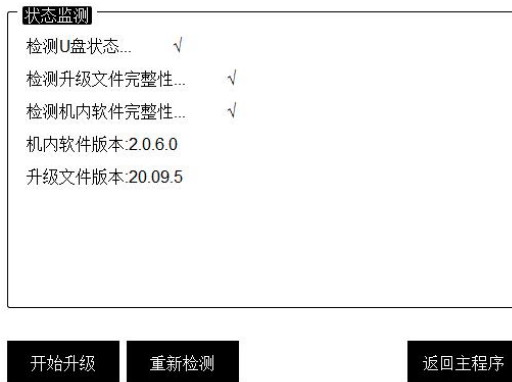 状态监测
检测U盘状态... √
检测升级文件完整性... √
检测机内软件完整性... √
机内软件版本:2.0.6.0
升级文件版本:20.09.5
开始升级 重新检测 返回主程序